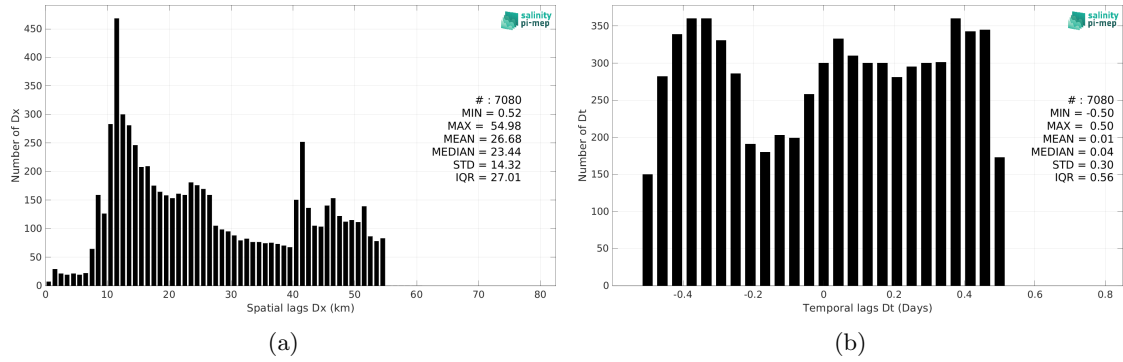 450
400
350
300
250
200
150
100
50
0
Number of Dx
0 10 20 30 40 50 60 70 80
Spatial lags Dx (km)
salinity
pi-mep
# : 7080
MIN = 0.52
MAX = 54.98
MEAN = 26.68
MEDIAN = 23.44
STD = 14.32
IQR = 27.01
(a)
350
300
250
200
150
100
50
0
Number of Dt
-0.4 -0.2 0 0.2 0.4 0.6 0.8
Temporal lags Dt (Days)
salinity
pi-mep
# : 7080
MIN = -0.50
MAX = 0.50
MEAN = 0.01
MEDIAN = 0.04
STD = 0.30
IQR = 0.56
(b)